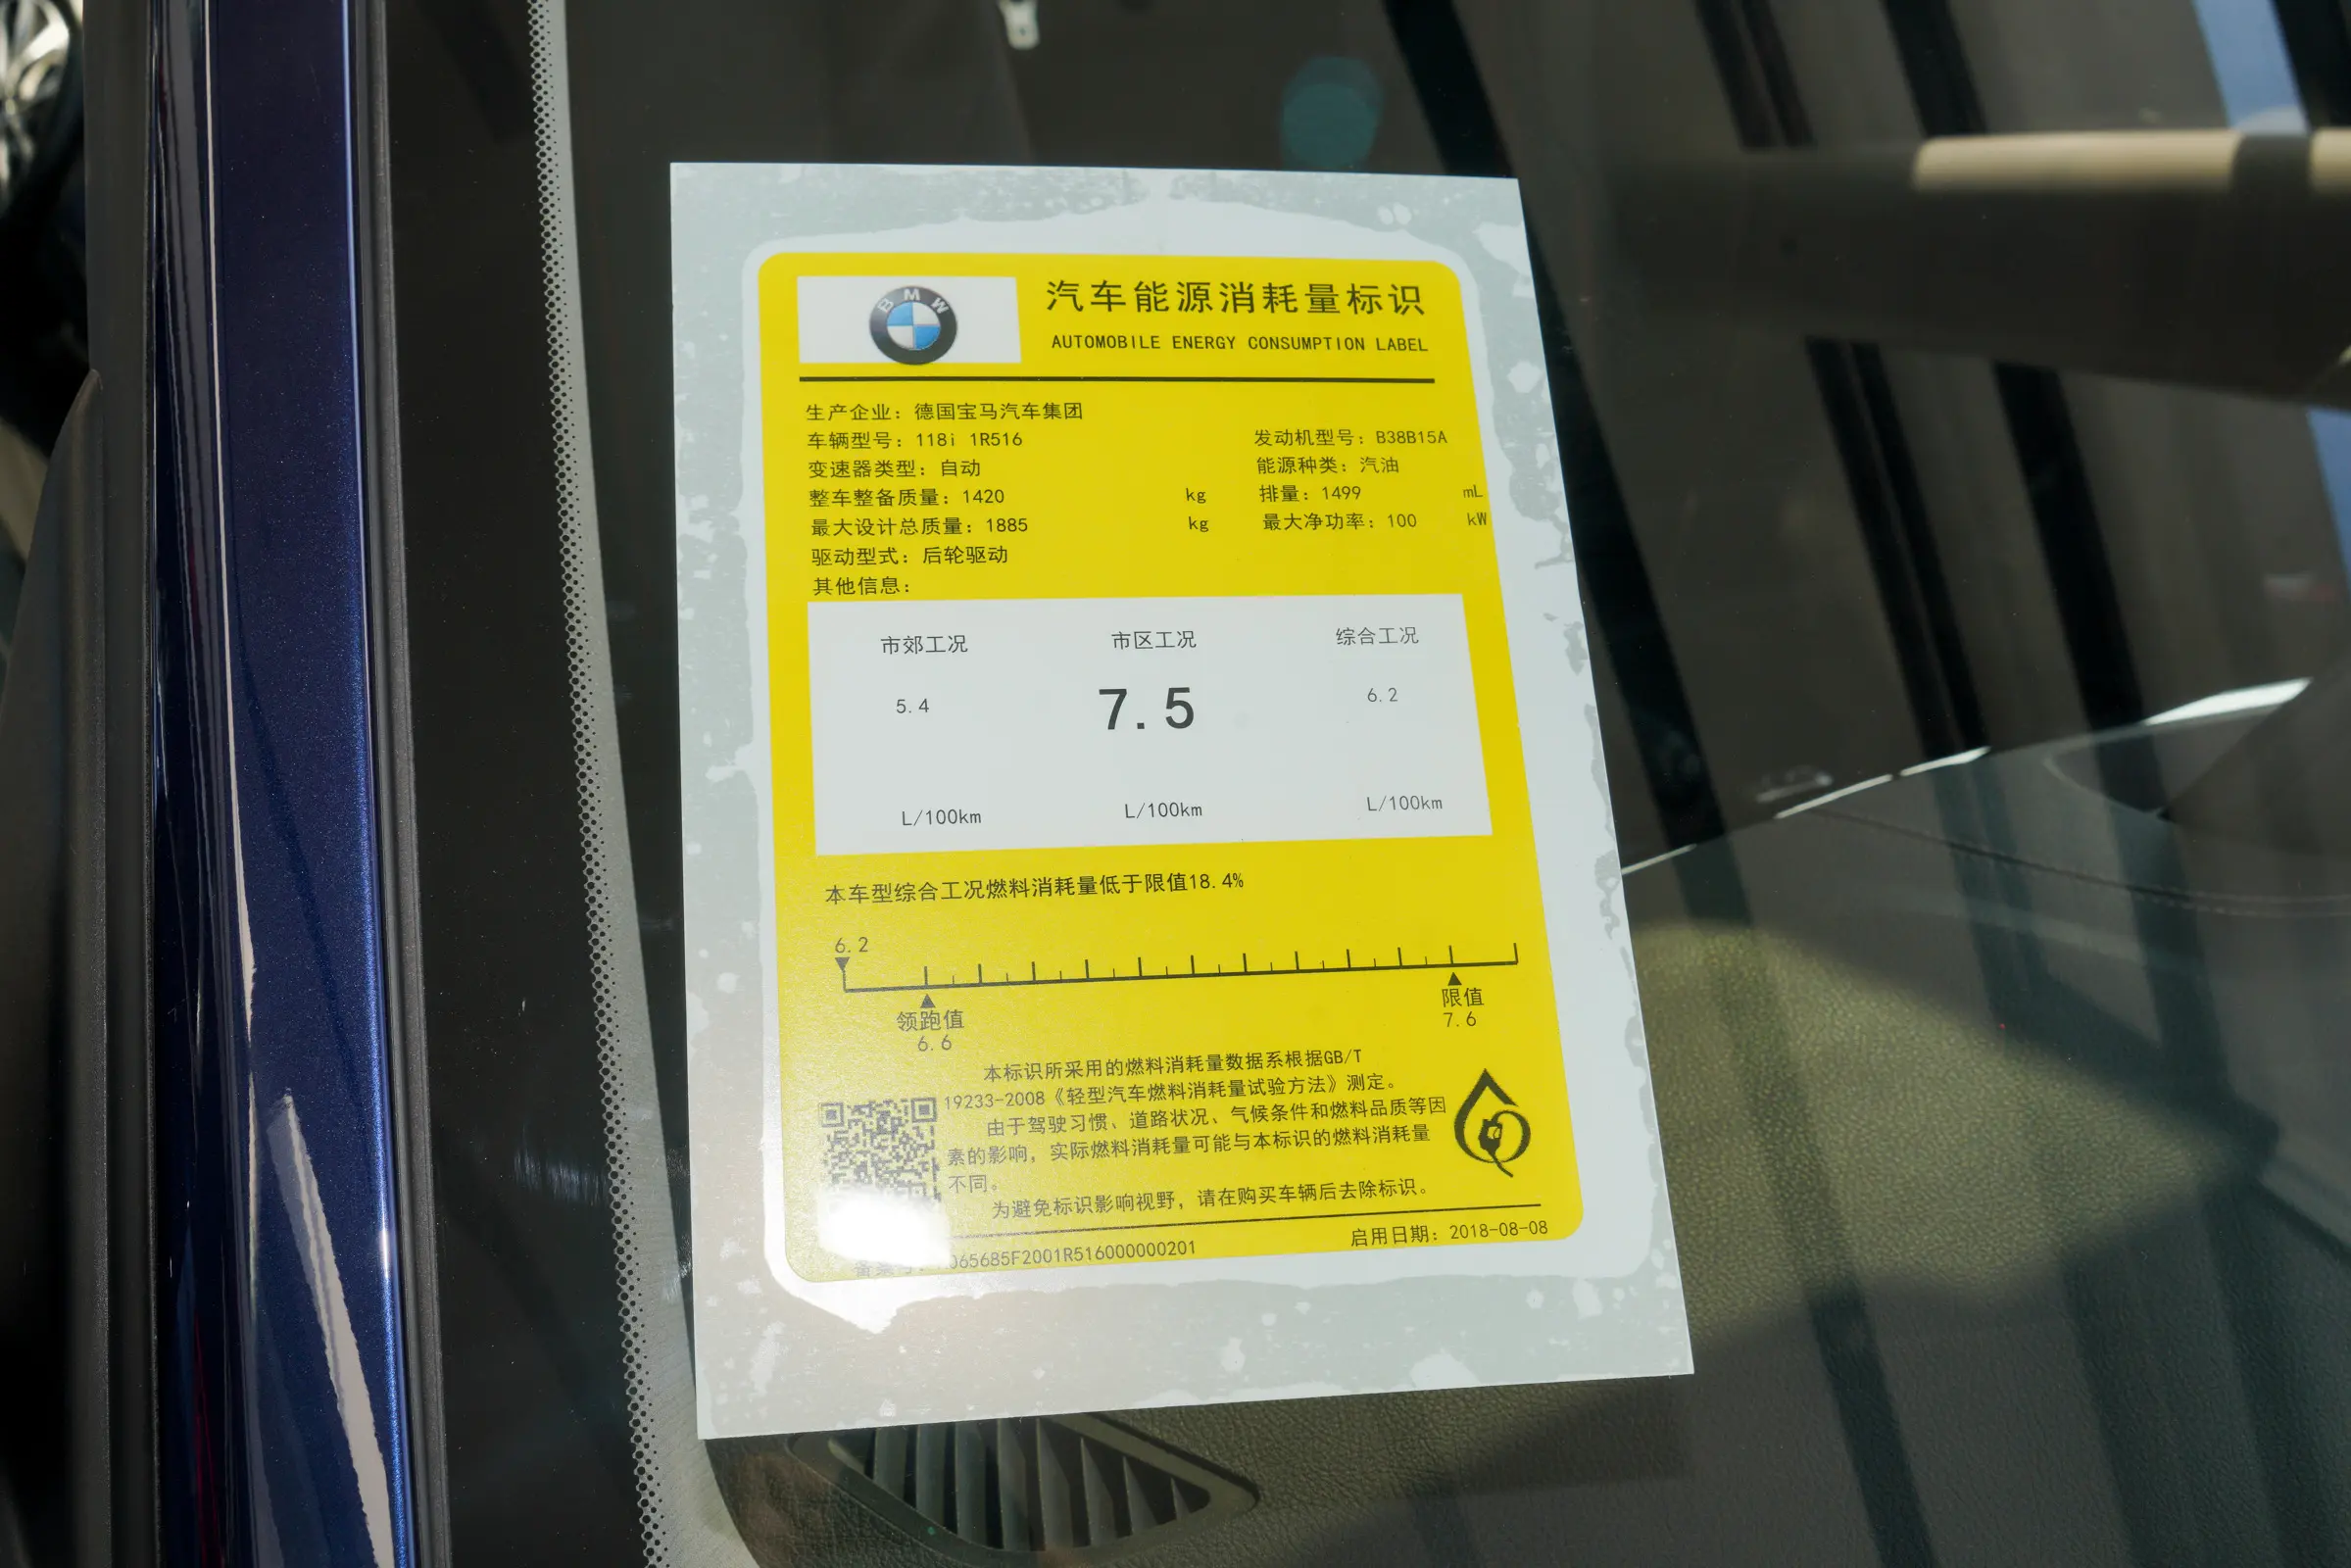 BMW
汽车能源消耗量标识
AUTOMOBILE ENERGY CONSUMPTION LABEL
生产企业：德国宝马汽车集团
车辆型号：118i 1R516 发动机型号：B38B15A
变速器类型：自动 能源种类：汽油
整车整备质量：1420 kg 排量：1499 mL
最大设计总质量：1885 kg 最大净功率：100 kW
驱动型式：后轮驱动
其他信息：
市郊工况 市区工况 综合工况
5.4 7.5 6.2
L/100km L/100km L/100km
本车型综合工况燃料消耗量低于限值18.4%
6.2
领跑值 限值
6.6 7.6
本标识所采用的燃料消耗量数据系根据GB/T
19233-2008《轻型汽车燃料消耗量试验方法》测定。
由于驾驶习惯、道路状况、气候条件和燃料品质等因
素的影响，实际燃料消耗量可能与本标识的燃料消耗量
不同。
为避免标识影响视野，请在购买车辆后去除标识。
065685F2001R516000000201 启用日期：2018-08-08